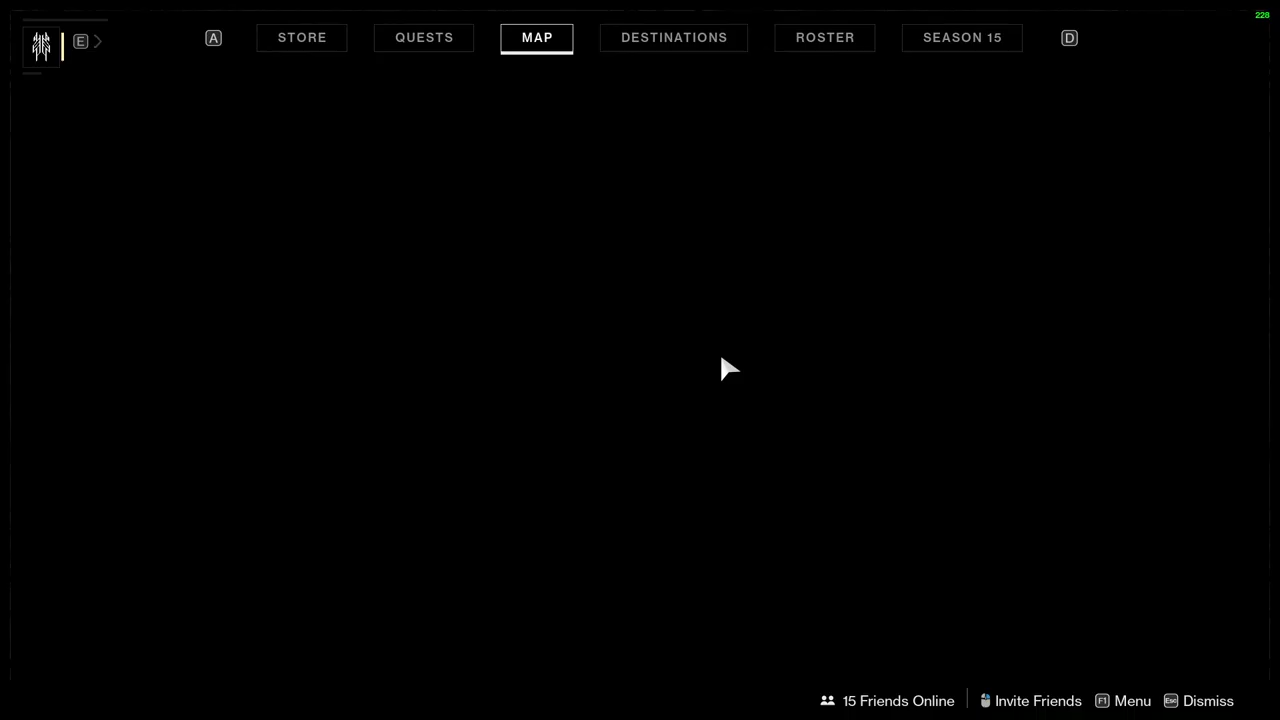 228
E
A
STORE
QUESTS
MAP
DESTINATIONS
ROSTER
SEASON 15
D
15 Friends Online
Invite Friends
F1 Menu
Esc Dismiss